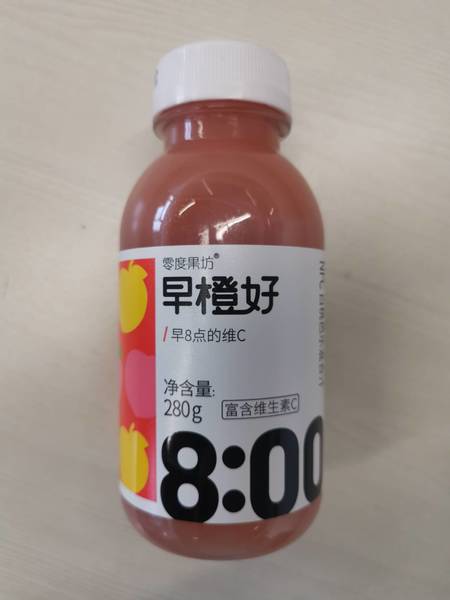 零度果坊®
早橙好
/ 早8点的维C
净含量:
280g
富含维生素C
8:00
NFC